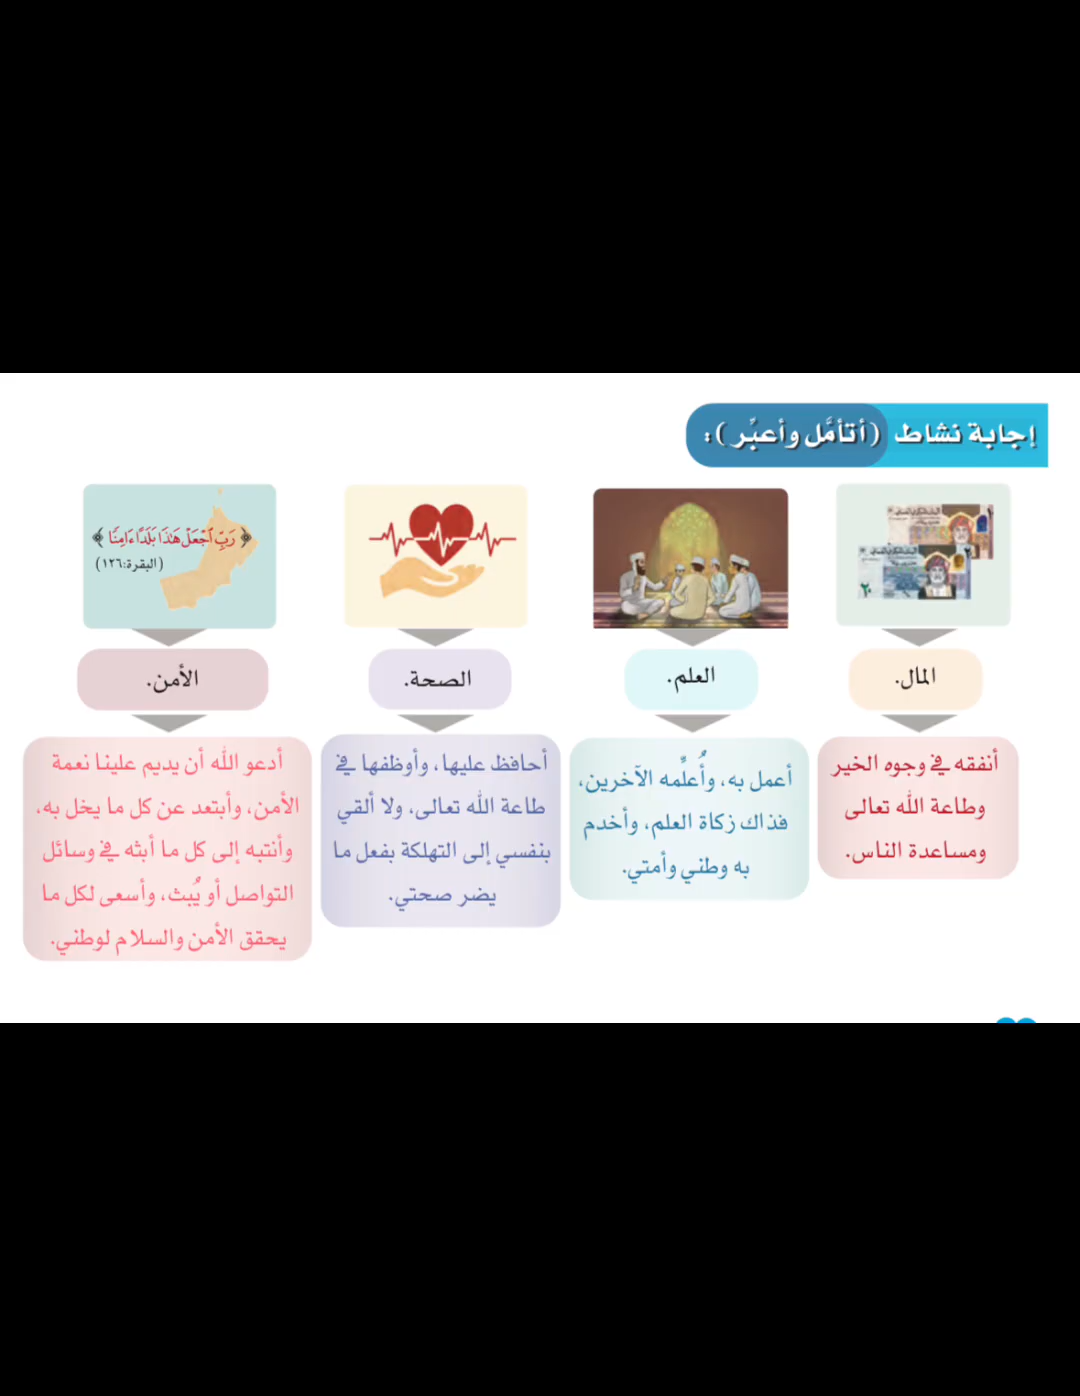 إجابة نشاط (أتأمَّل وأعبِّر):
﴿ رَبِّ ٱجْعَلْ هَٰذَا بَلَدًا ءَامِنًا ﴾
(البقرة:١٢٦)
المال.
العلم.
الصحة.
الأمن.
أنفقه في وجوه الخير
وطاعة الله تعالى
ومساعدة الناس.
أعمل به، وأُعلِّمه الآخرين،
فذاك زكاة العلم، وأخدم
به وطني وأمتي.
أحافظ عليها، وأوظفها في
طاعة الله تعالى، ولا ألقي
بنفسي إلى التهلكة بفعل ما
يضر صحتي.
أدعو الله أن يديم علينا نعمة
الأمن، وأبتعد عن كل ما يخل به،
وأنتبه إلى كل ما أبثه في وسائل
التواصل أو يُبث، وأسعى لكل ما
يحقق الأمن والسلام لوطني.
٢٠